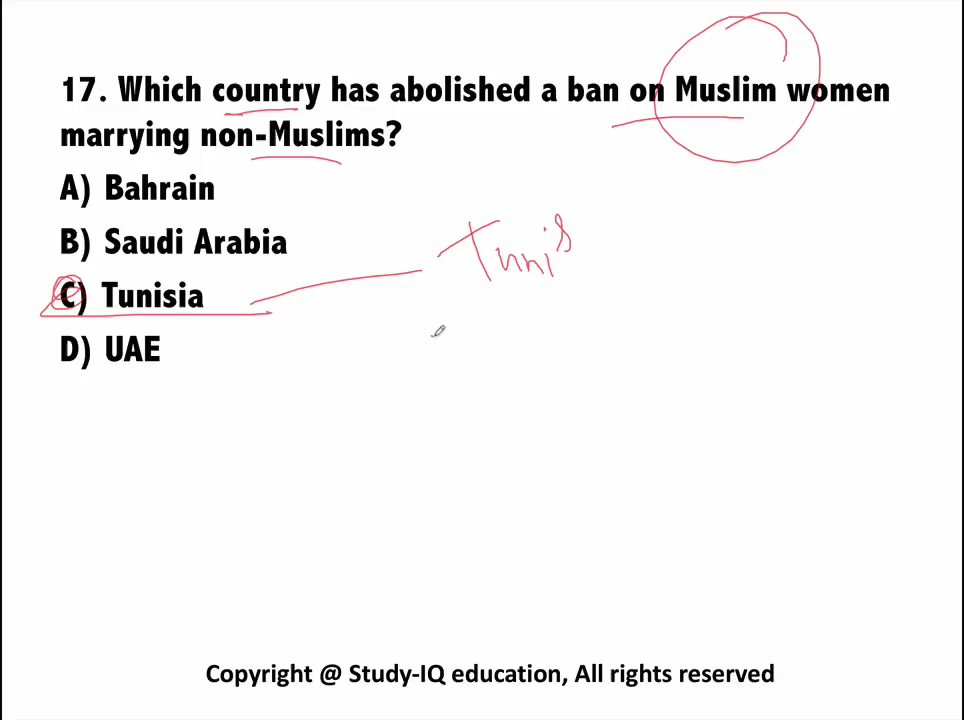 17. Which country has abolished a ban on Muslim women
marrying non-Muslims?
A) Bahrain
B) Saudi Arabia
Tunis
C) Tunisia
D) UAE
Copyright @ Study-IQ education, All rights reserved